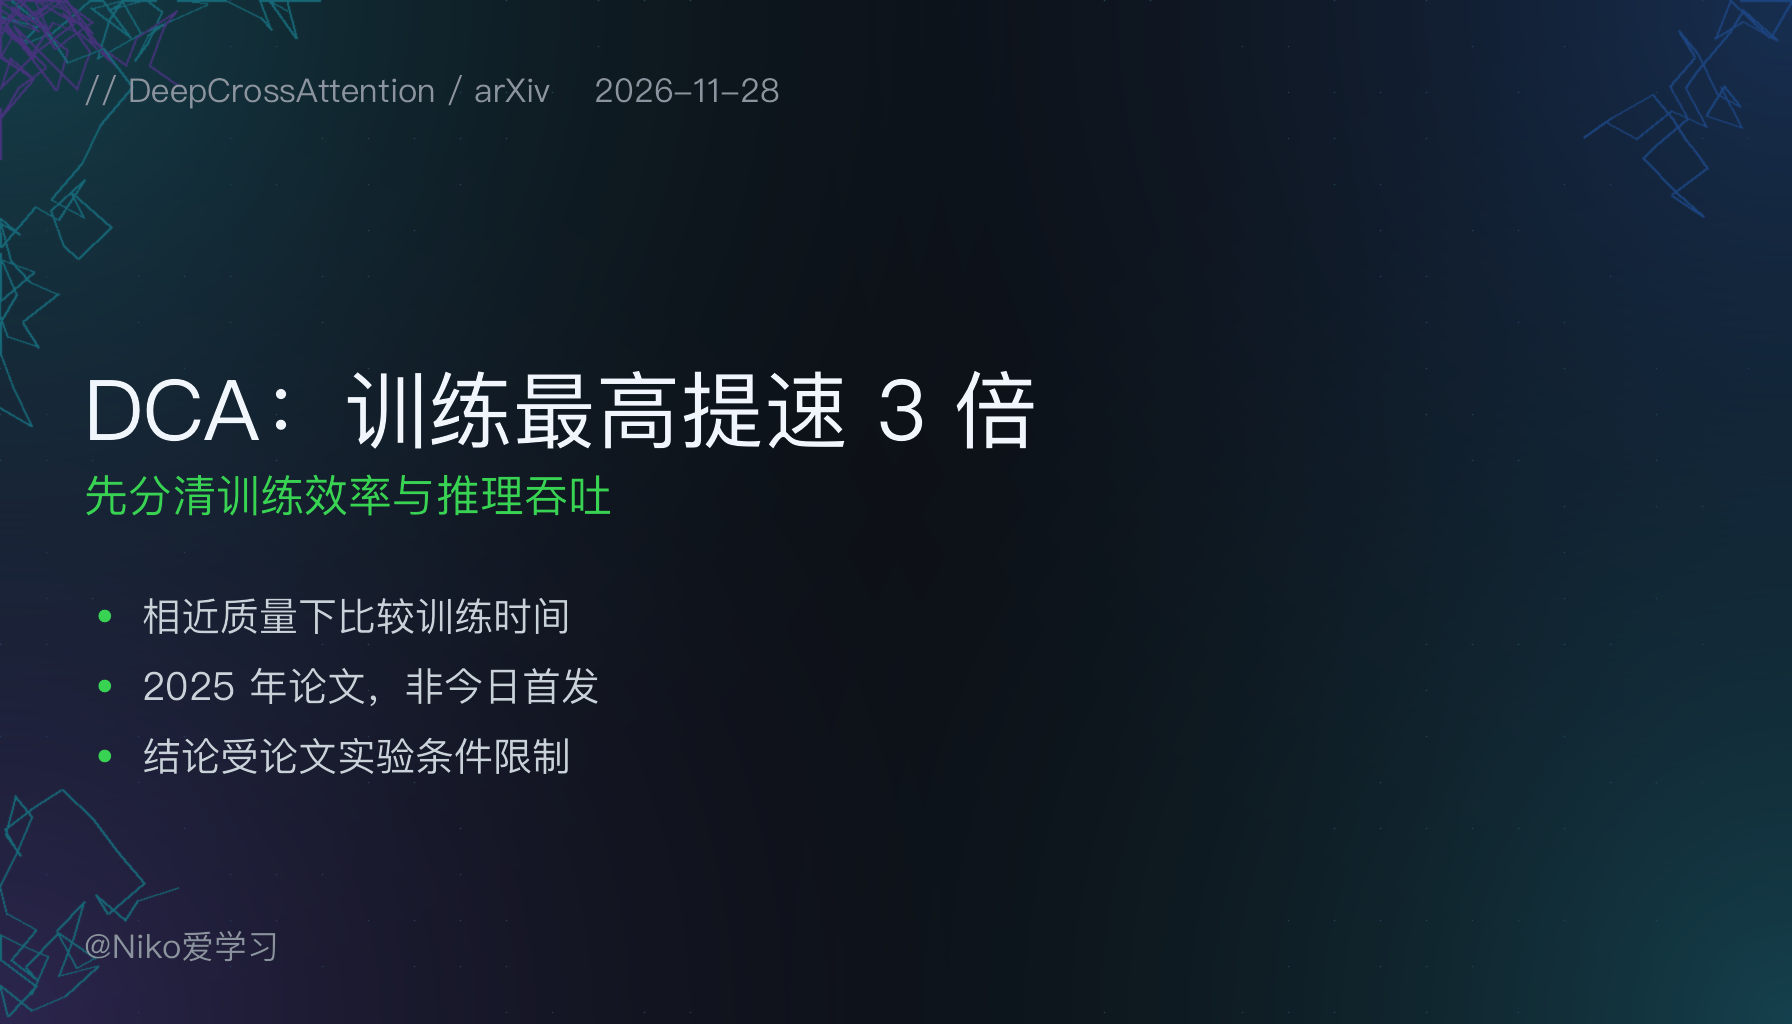 // DeepCrossAttention / arXiv 2026-11-28
DCA：训练最高提速 3 倍
先分清训练效率与推理吞吐
• 相近质量下比较训练时间
• 2025 年论文，非今日首发
• 结论受论文实验条件限制
@Niko爱学习